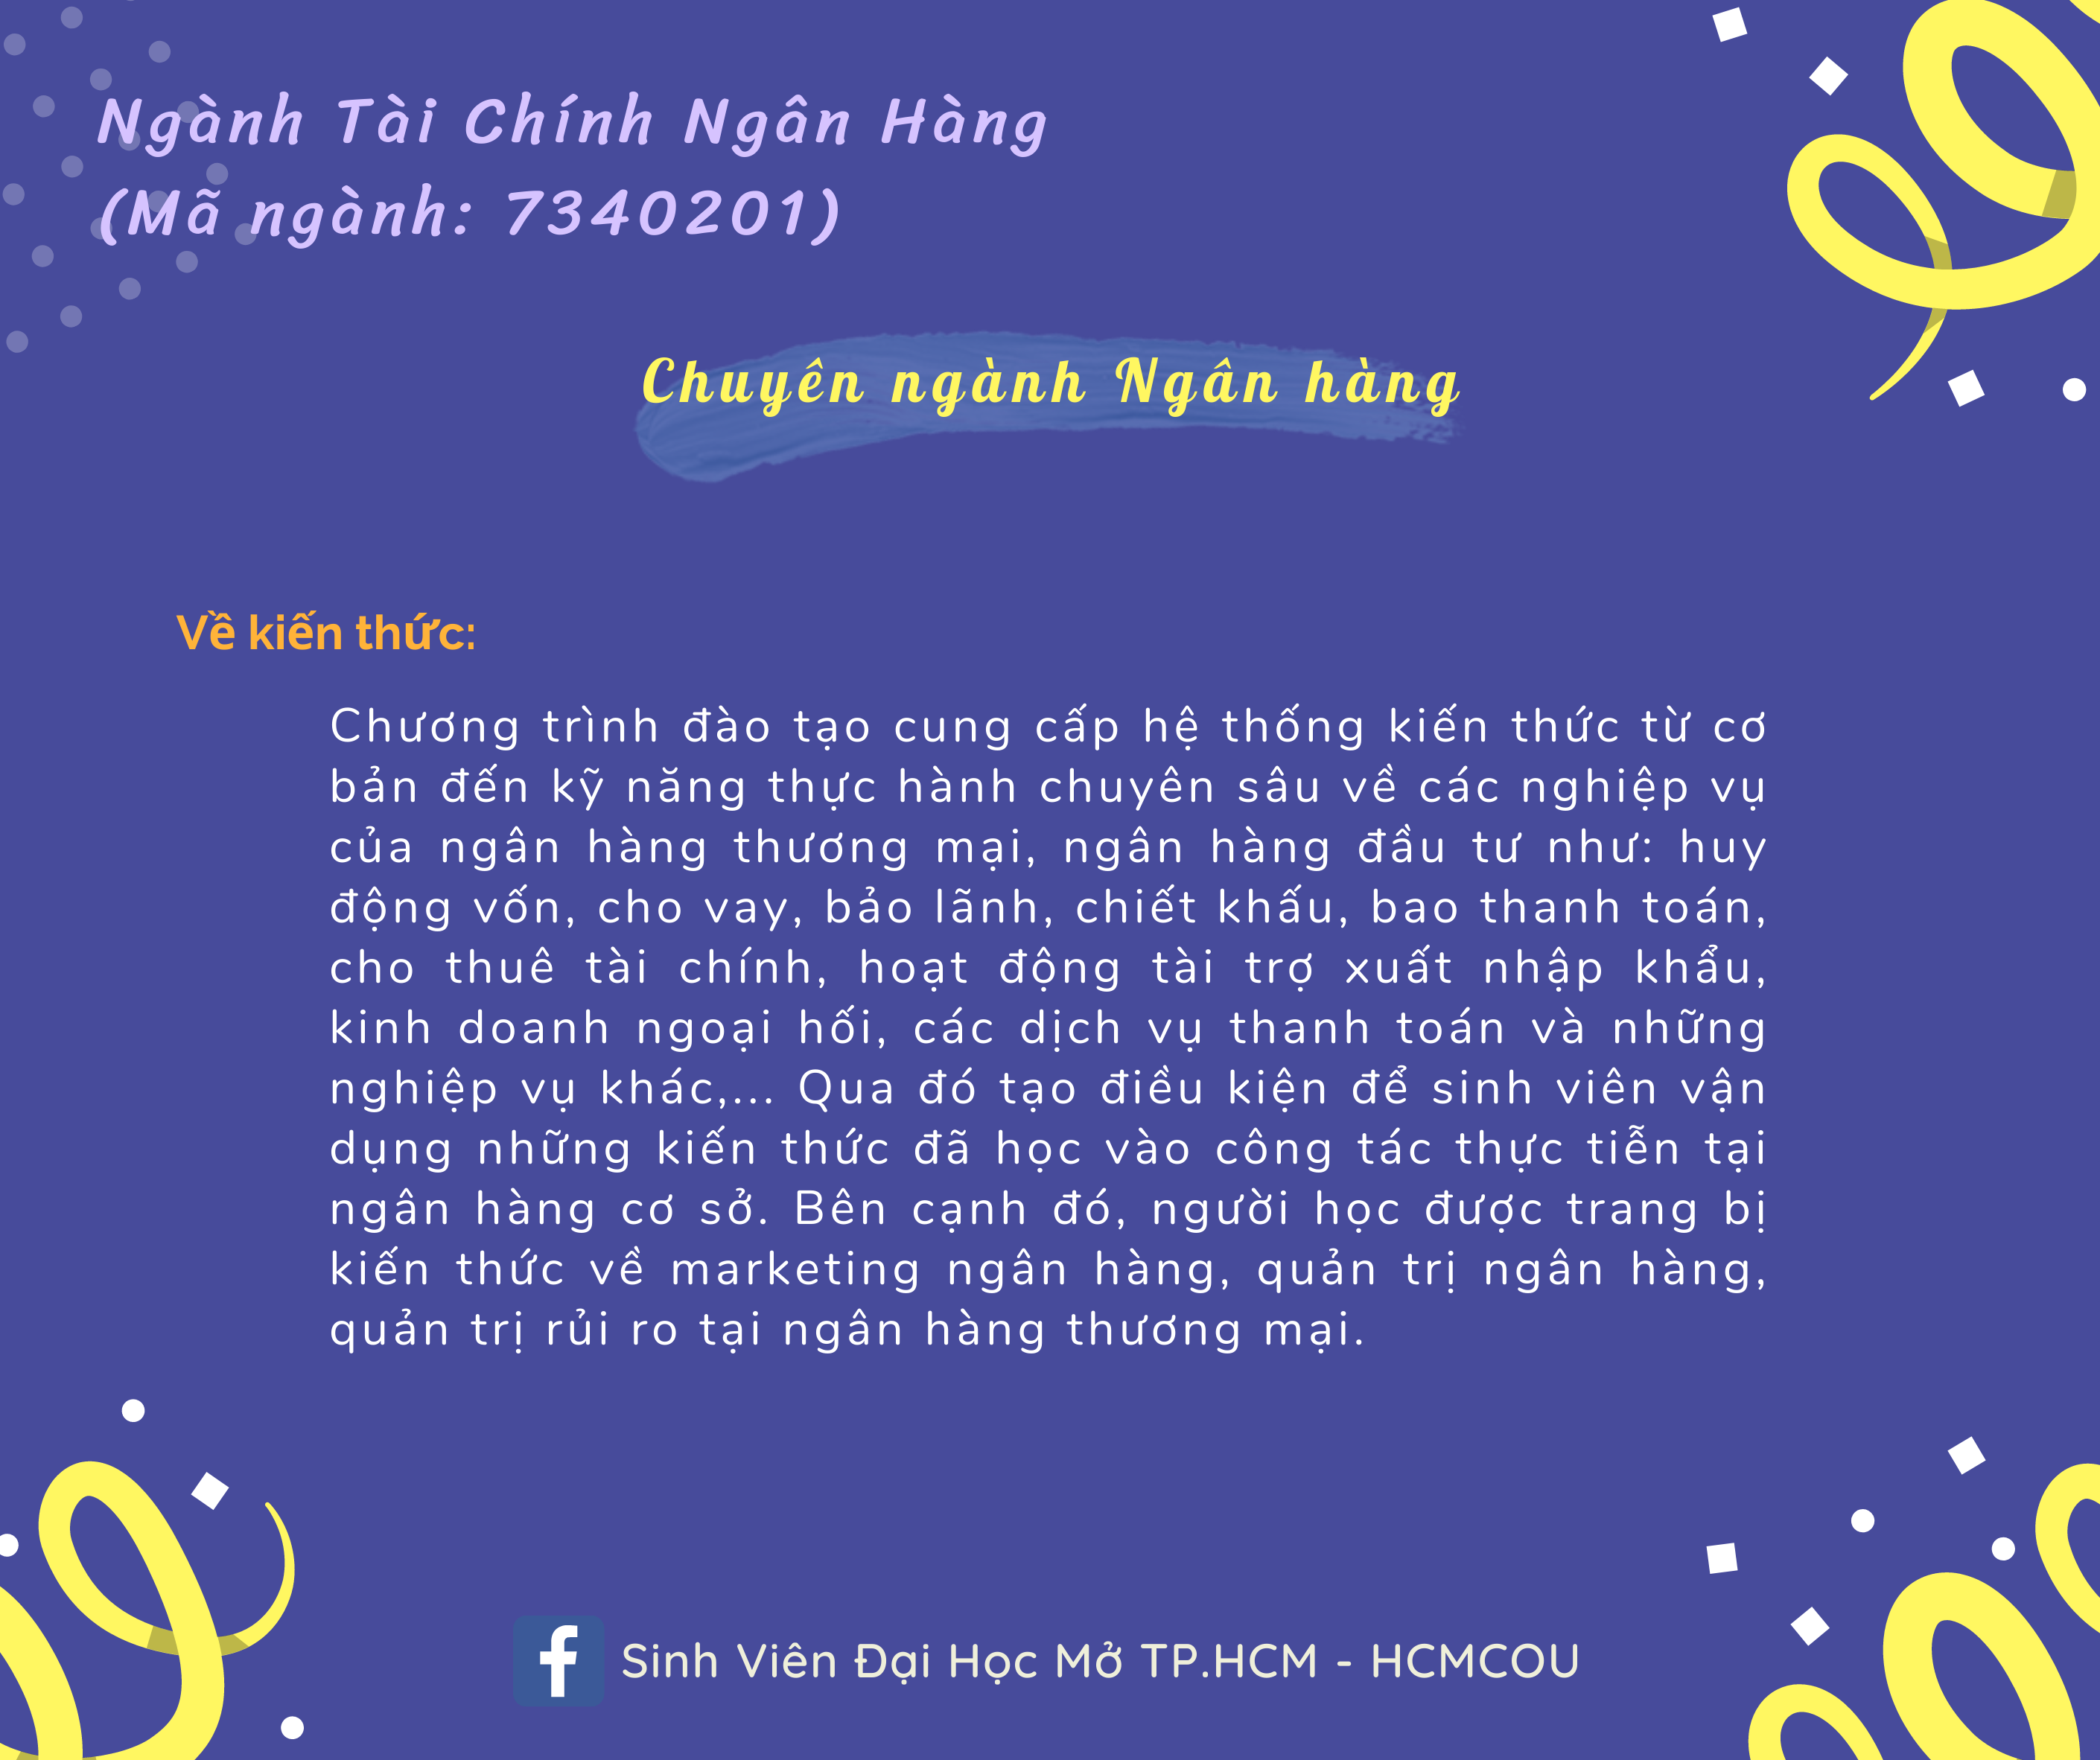 Ngành Tài Chính Ngân Hàng
(Mã ngành: 7340201)
Chuyên ngành Ngân hàng
Về kiến thức:
Chương trình đào tạo cung cấp hệ thống kiến thức từ cơ
bản đến kỹ năng thực hành chuyên sâu về các nghiệp vụ
của ngân hàng thương mại, ngân hàng đầu tư như: huy
động vốn, cho vay, bảo lãnh, chiết khấu, bao thanh toán,
cho thuê tài chính, hoạt động tài trợ xuất nhập khẩu,
kinh doanh ngoại hối, các dịch vụ thanh toán và những
nghiệp vụ khác,... Qua đó tạo điều kiện để sinh viên vận
dụng những kiến thức đã học vào công tác thực tiễn tại
ngân hàng cơ sở. Bên cạnh đó, người học được trang bị
kiến thức về marketing ngân hàng, quản trị ngân hàng,
quản trị rủi ro tại ngân hàng thương mại.
f Sinh Viên Đại Học Mở TP.HCM - HCMCOU